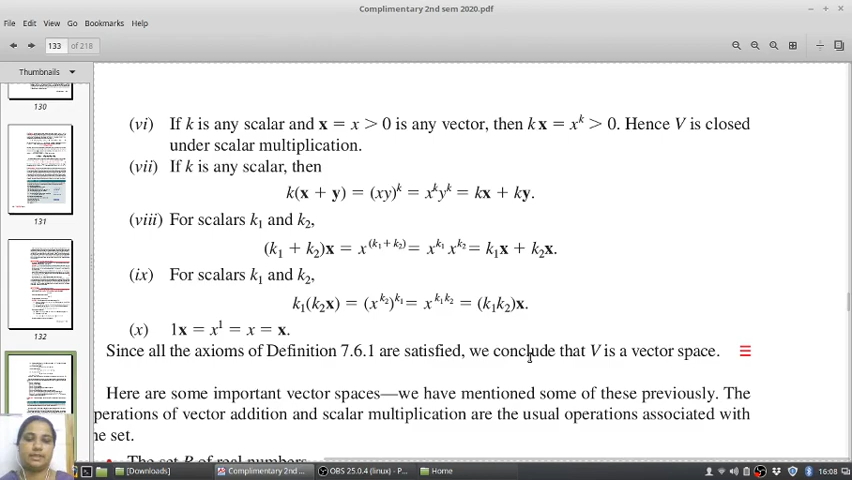 Complimentary 2nd sem 2020.pdf
File Edit View Go Bookmarks Help
133 of 218
Thumbnails
130
131
132
(vi) If k is any scalar and x = x > 0 is any vector, then k x = x^k > 0. Hence V is closed
under scalar multiplication.
(vii) If k is any scalar, then
k(x + y) = (xy)^k = x^k y^k = kx + ky.
(viii) For scalars k₁ and k₂,
(k₁ + k₂)x = x^(k₁ + k₂) = x^k₁ x^k₂ = k₁x + k₂x.
(ix) For scalars k₁ and k₂,
k₁(k₂x) = (x^k₂)^k₁ = x^k₁k₂ = (k₁k₂)x.
(x) 1x = x¹ = x = x.
Since all the axioms of Definition 7.6.1 are satisfied, we conclude that V is a vector space.
Here are some important vector spaces—we have mentioned some of these previously. The
perations of vector addition and scalar multiplication are the usual operations associated with
he set.
The set R of real numbers
[Downloads] Complimentary 2nd ... OBS 25.0.4 (linux) - P... Home 16:08